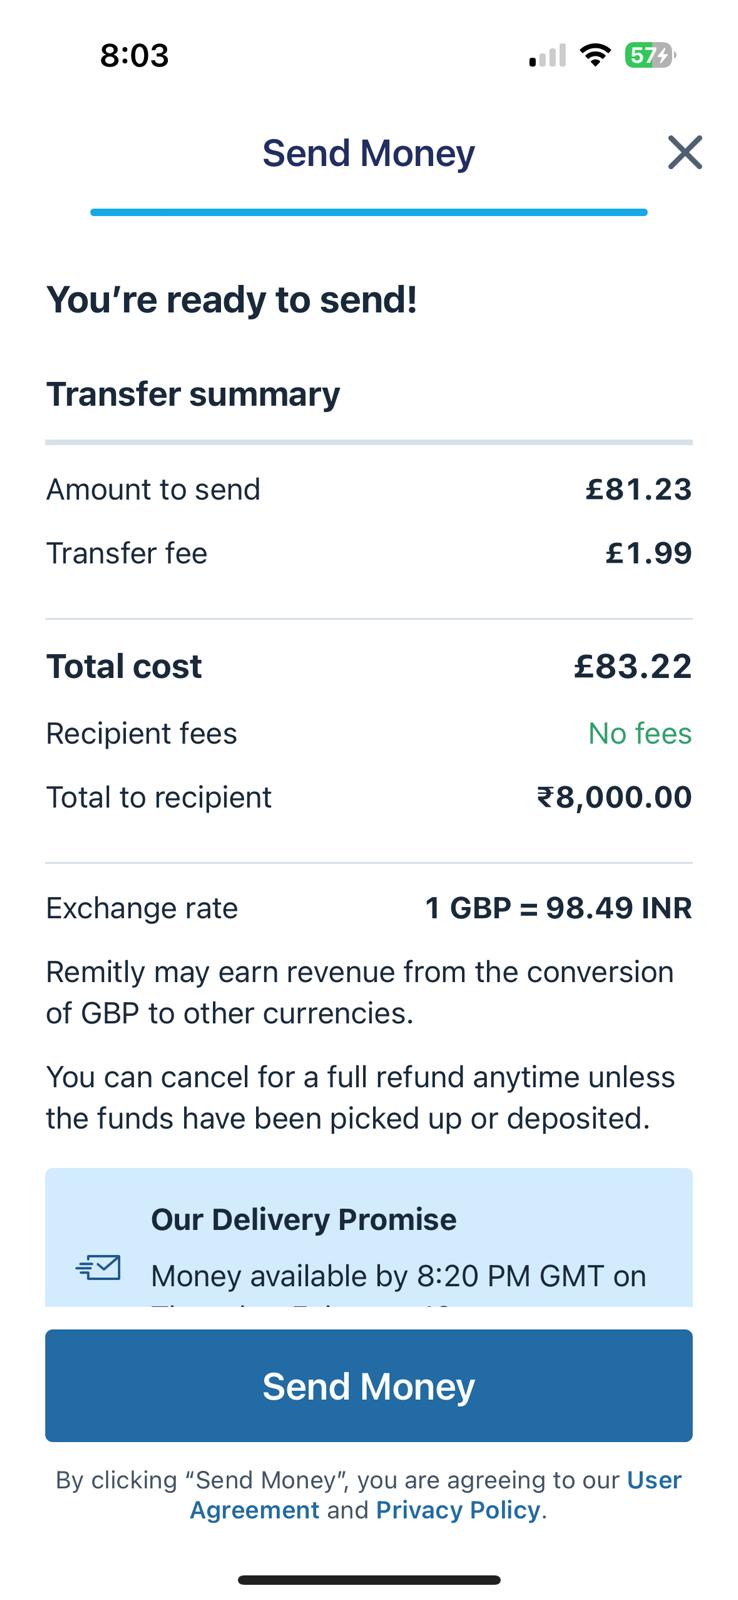 8:03
57
Send Money
You're ready to send!
Transfer summary
Amount to send £81.23
Transfer fee £1.99
Total cost £83.22
Recipient fees No fees
Total to recipient ₹8,000.00
Exchange rate 1 GBP = 98.49 INR
Remitly may earn revenue from the conversion
of GBP to other currencies.
You can cancel for a full refund anytime unless
the funds have been picked up or deposited.
Our Delivery Promise
Money available by 8:20 PM GMT on
Send Money
By clicking “Send Money”, you are agreeing to our User
Agreement and Privacy Policy.